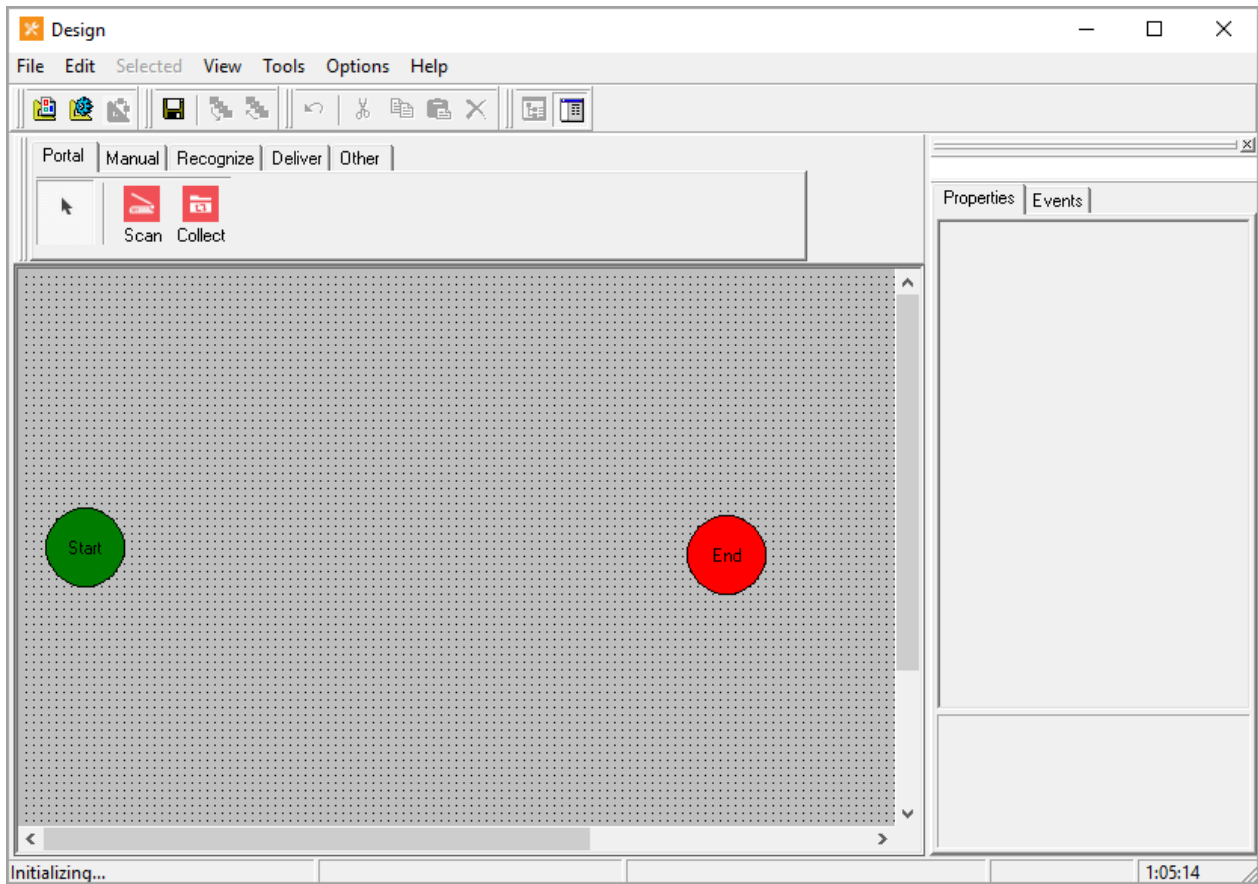 Design
File Edit Selected View Tools Options Help
Portal Manual Recognize Deliver Other
Scan Collect
Properties Events
Start
End
Initializing...
1:05:14